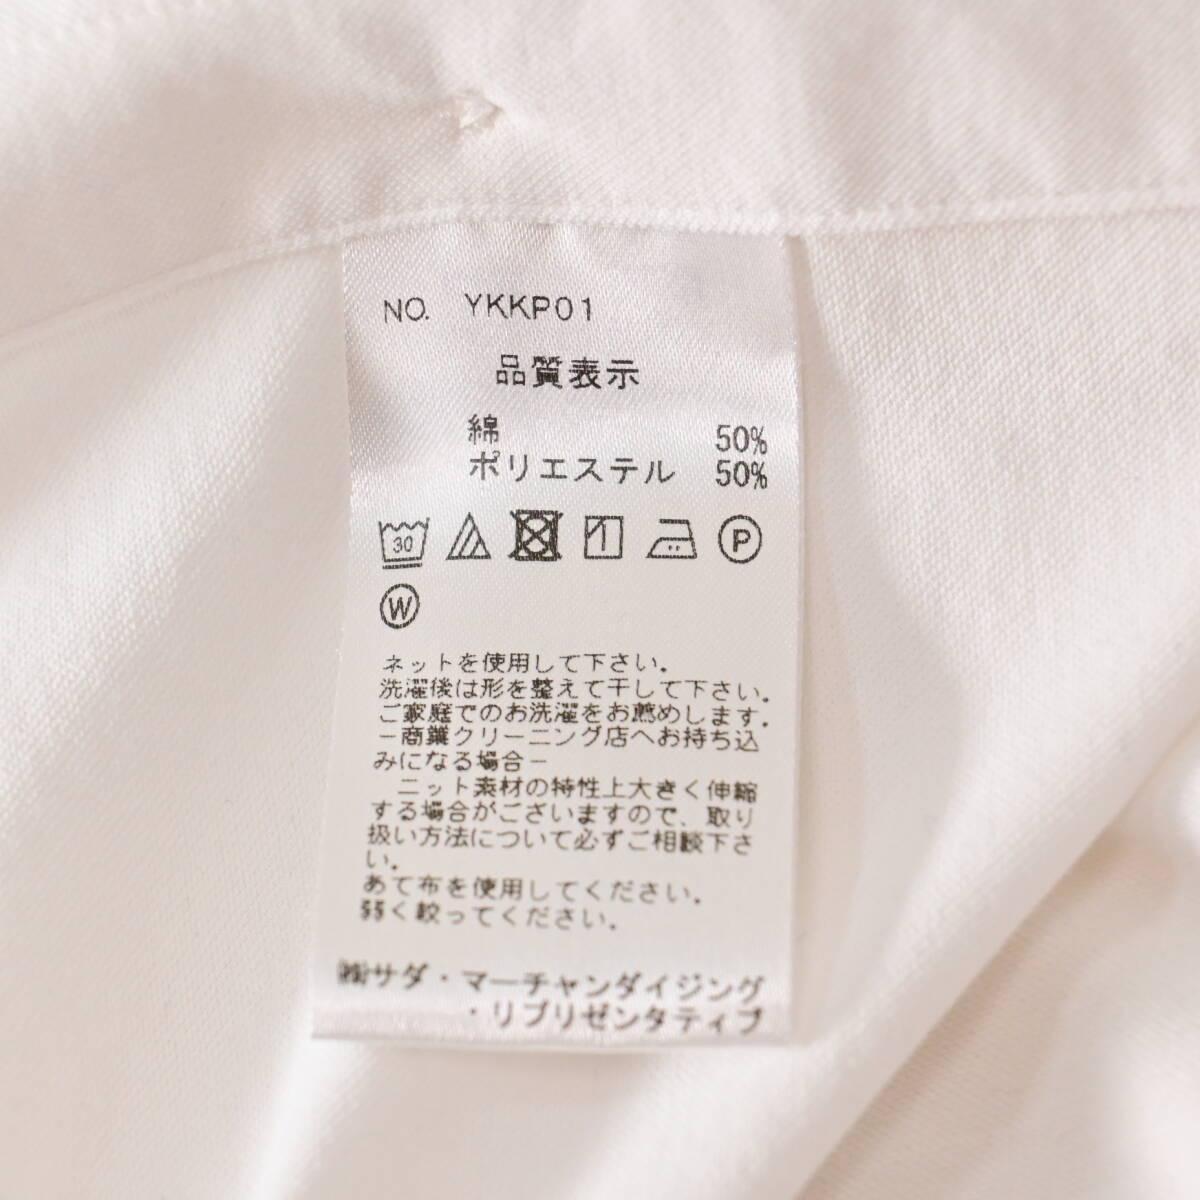 NO. YKKP01
品質表示
綿 50%
ポリエステル 50%
30 P
W
ネットを使用して下さい。
洗濯後は形を整えて干して下さい。
ご家庭でのお洗濯をお薦めします。
－商業クリーニング店へお持ち込
みになる場合－
ニット素材の特性上大きく伸縮
する場合がございますので、取り
扱い方法について必ずご相談下さ
い。
あて布を使用してください。
弱く絞ってください。
㈱サダ・マーチャンダイジング
・リプリゼンタティブ